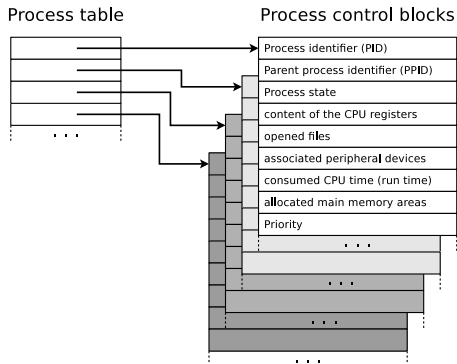 Process table
Process control blocks
Process identifier (PID)
Parent process identifier (PPID)
Process state
content of the CPU registers
opened files
associated peripheral devices
consumed CPU time (run time)
allocated main memory areas
Priority
. . .
. . .
. . .
. . .
. . .